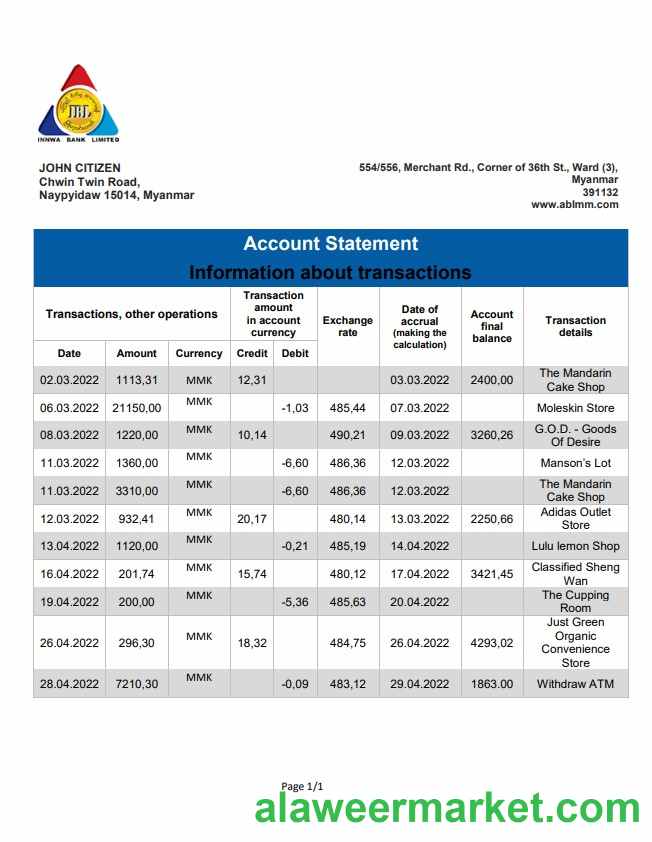 IBL
INNWA BANK LIMITED
JOHN CITIZEN
Chwin Twin Road,
Naypyidaw 15014, Myanmar
554/556, Merchant Rd., Corner of 36th St., Ward (3),
Myanmar
391132
www.ablmm.com
Account Statement
Information about transactions
Transactions, other operations
Transaction
amount
in account
currency
Exchange
rate
Date of
accrual
(making the
calculation)
Account
final
balance
Transaction
details
Date Amount Currency Credit Debit
02.03.2022 1113,31 MMK 12,31 03.03.2022 2400,00 The Mandarin
Cake Shop
06.03.2022 21150,00 MMK -1,03 485,44 07.03.2022 Moleskin Store
08.03.2022 1220,00 MMK 10,14 490,21 09.03.2022 3260,26 G.O.D. - Goods
Of Desire
11.03.2022 1360,00 MMK -6,60 486,36 12.03.2022 Manson's Lot
11.03.2022 3310,00 MMK -6,60 486,36 12.03.2022 The Mandarin
Cake Shop
12.03.2022 932,41 MMK 20,17 480,14 13.03.2022 2250,66 Adidas Outlet
Store
13.04.2022 1120,00 MMK -0,21 485,19 14.04.2022 Lulu lemon Shop
16.04.2022 201,74 MMK 15,74 480,12 17.04.2022 3421,45 Classified Sheng
Wan
19.04.2022 200,00 MMK -5,36 485,63 20.04.2022 The Cupping
Room
26.04.2022 296,30 MMK 18,32 484,75 26.04.2022 4293,02 Just Green
Organic
Convenience
Store
28.04.2022 7210,30 MMK -0,09 483,12 29.04.2022 1863.00 Withdraw ATM
Page 1/1
alaweermarket.com